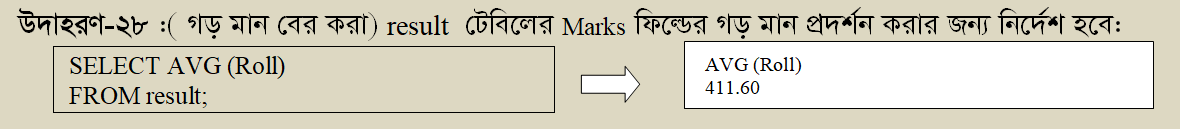 উদাহরণ-২৮ :( গড় মান বের করা) result টেবিলের Marks ফিল্ডের গড় মান প্রদর্শন করার জন্য নির্দেশ হবে:
SELECT AVG (Roll)
FROM result;
AVG (Roll)
411.60